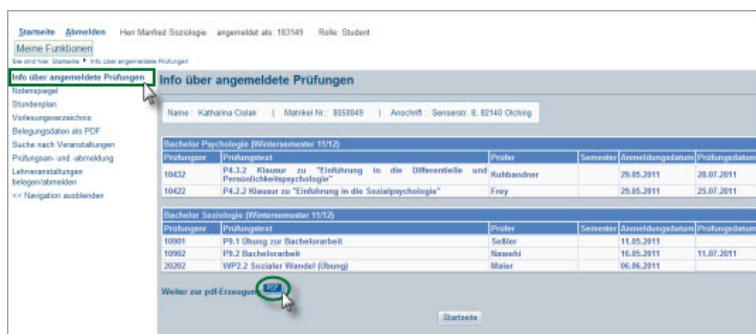 Startseite Abmelden Herr Manfred Soziologie angemeldet als: 183149 Rolle: Student
Meine Funktionen
Sie sind hier: Startseite Info über angemeldete Prüfungen
Info über angemeldete Prüfungen
Notenspiegel
Stundenplan
Vorlesungsverzeichnis
Belegungsdaten als PDF
Suche nach Veranstaltungen
Prüfungsan- und -abmeldung
Lehrveranstaltungen
belegen/abmelden
<< Navigation ausblenden
Info über angemeldete Prüfungen
Name : Katharina Cislak | Matrikel Nr.: 8050049 | Anschrift : Senserstr. 8, 82140 Olching
Bachelor Psychologie (Wintersemester 11/12)
Prüfungsnr Prüfungstext Prüfer Semester Anmeldungsdatum Prüfungsdatum
10432 P4.3.2 Klausur zu "Einführung in die Differentielle und Persönlichkeitspsychologie" Kuhbandner 29.05.2011 28.07.2011
10422 P4.2.2 Klausur zu "Einführung in die Sozialpsychologie" Frey 29.05.2011 25.07.2011
Bachelor Soziologie (Wintersemester 11/12)
Prüfungsnr Prüfungstext Prüfer Semester Anmeldungsdatum Prüfungsdatum
10901 P9.1 Übung zur Bachelorarbeit Seßler 11.05.2011
10902 P9.2 Bachelorarbeit Nassehi 16.05.2011 11.07.2011
20202 WP2.2 Sozialer Wandel (Übung) Maier 06.06.2011
Weiter zur pdf-Erzeugung PDF
Startseite